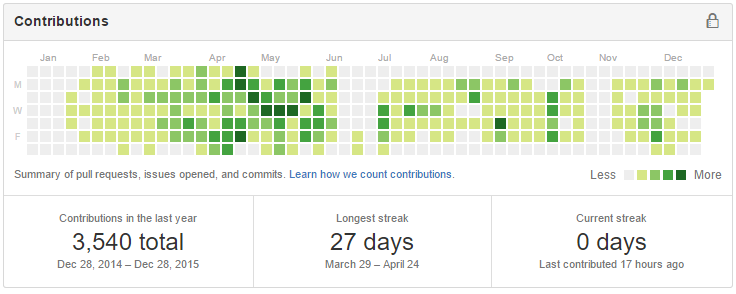 Contributions
Jan Feb Mar Apr May Jun Jul Aug Sep Oct Nov Dec
M
W
F
Summary of pull requests, issues opened, and commits. Learn how we count contributions. Less More
Contributions in the last year Longest streak Current streak
3,540 total 27 days 0 days
Dec 28, 2014 – Dec 28, 2015 March 29 – April 24 Last contributed 17 hours ago